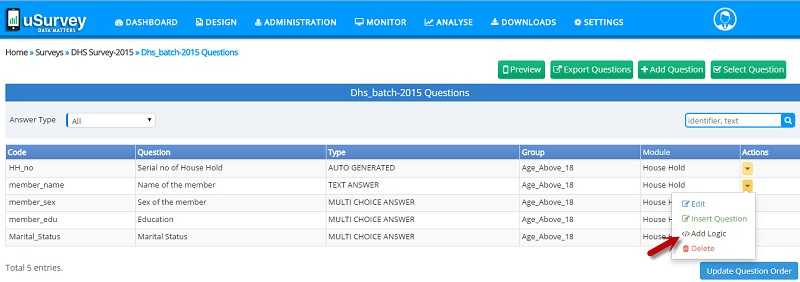 uSurvey
DATA MATTERS
DASHBOARD DESIGN ADMINISTRATION MONITOR ANALYSE DOWNLOADS SETTINGS
Home » Surveys » DHS Survey-2015 » Dhs_batch-2015 Questions
Preview Export Questions Add Question Select Question
Dhs_batch-2015 Questions
Answer Type All identifier, text
Code Question Type Group Module Actions
HH_no Serial no of House Hold AUTO GENERATED Age_Above_18 House Hold
member_name Name of the member TEXT ANSWER Age_Above_18 House Hold
member_sex Sex of the member MULTI CHOICE ANSWER Age_Above_18 House H
member_edu Education MULTI CHOICE ANSWER Age_Above_18 House H
Marital_Status Marital Status MULTI CHOICE ANSWER Age_Above_18 House H
Edit
Insert Question
</> Add Logic
Delete
Total 5 entries.
Update Question Order